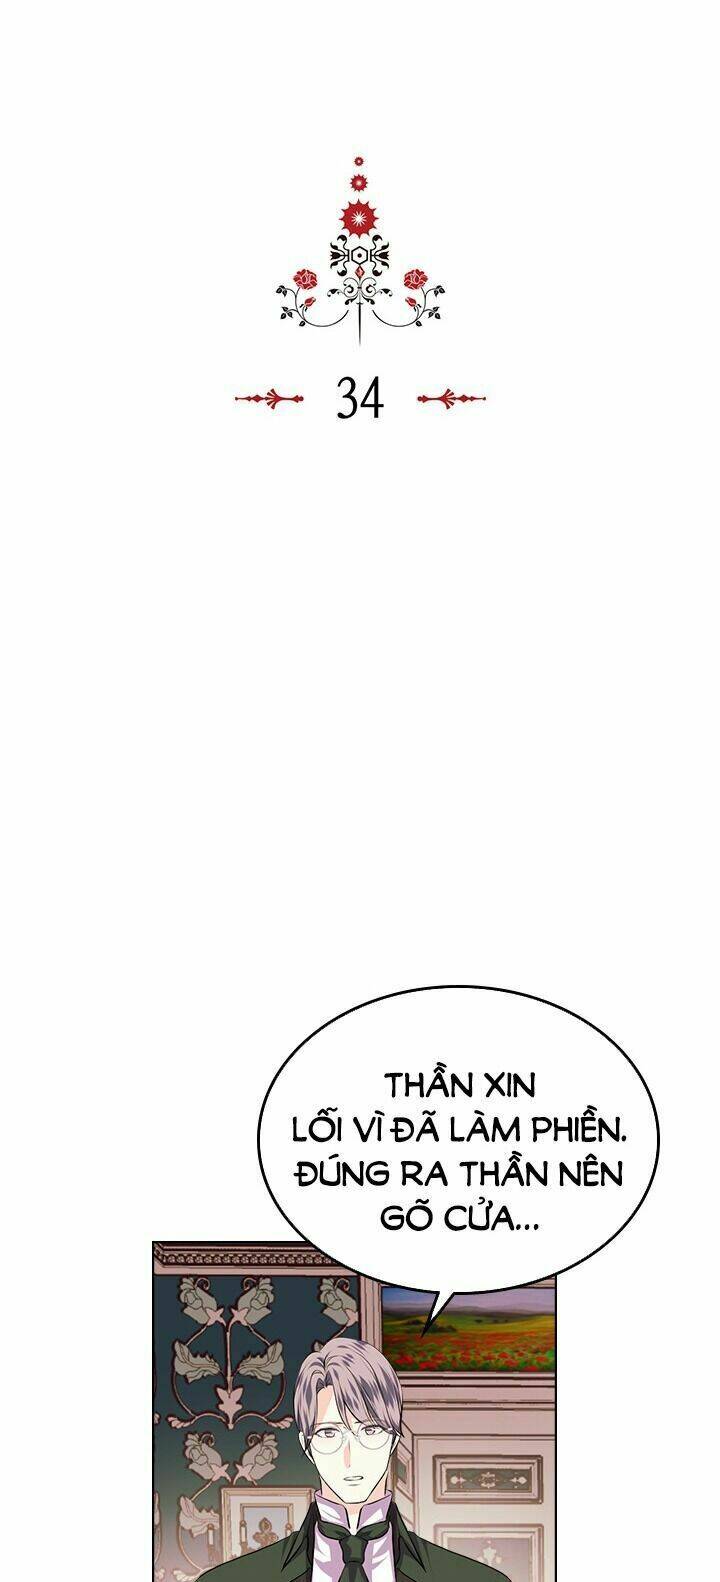 34
THẦN XIN
LỖI VÌ ĐÃ LÀM PHIỀN.
ĐÚNG RA THẦN NÊN
GÕ CỬA...